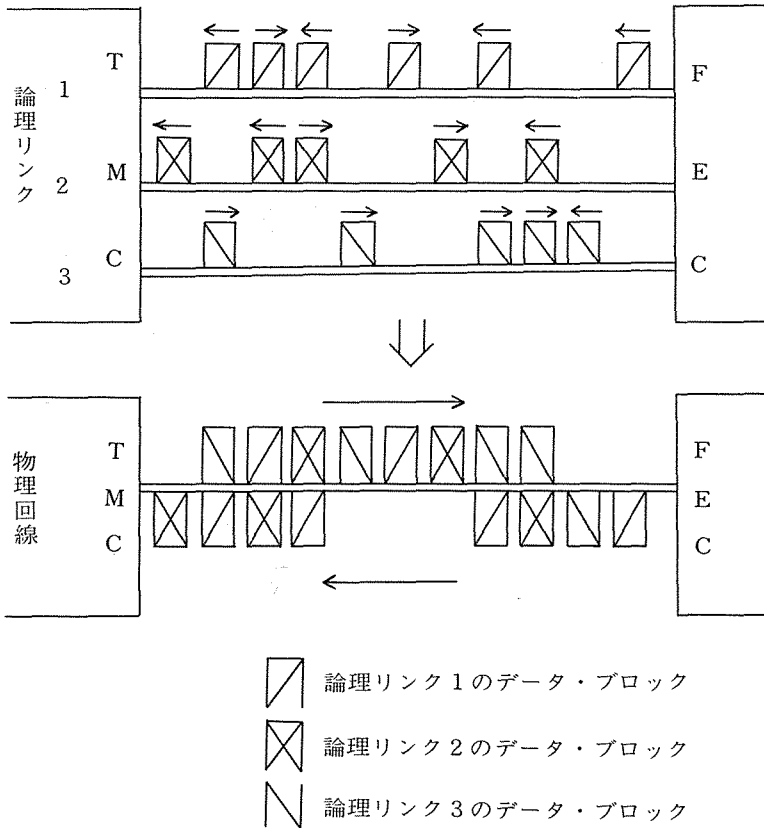 論理リンク
1
2
3
T
M
C
F
E
C
物理回線
T
M
C
F
E
C
論理リンク1のデータ・ブロック
論理リンク2のデータ・ブロック
論理リンク3のデータ・ブロック